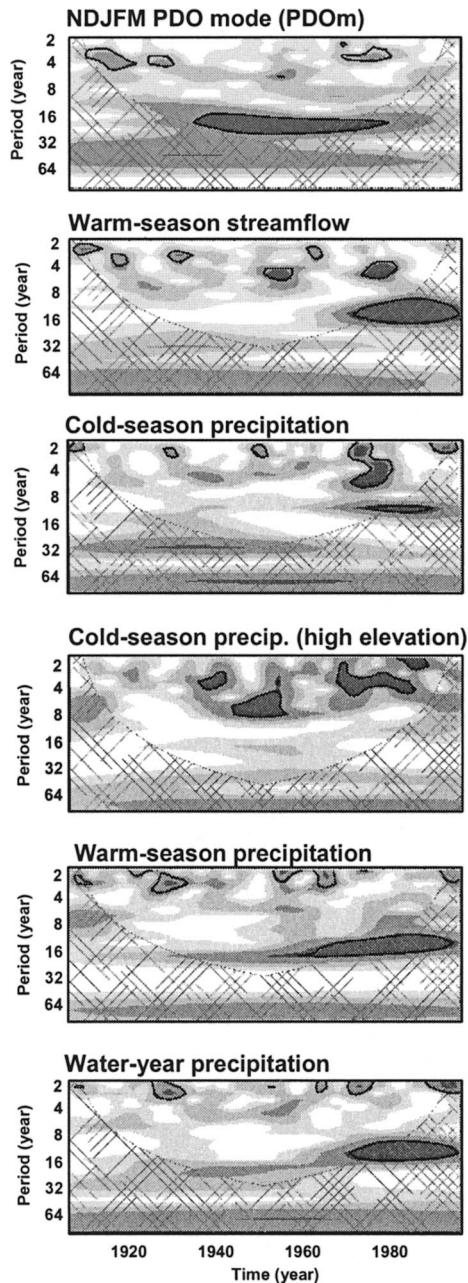 NDJFM PDO mode (PDOm)
2
4
8
16
32
64
Period (year)
Warm-season streamflow
2
4
8
16
32
64
Period (year)
Cold-season precipitation
2
4
8
16
32
64
Period (year)
Cold-season precip. (high elevation)
2
4
8
16
32
64
Period (year)
Warm-season precipitation
2
4
8
16
32
64
Period (year)
Water-year precipitation
2
4
8
16
32
64
Period (year)
1920 1940 1960 1980
Time (year)